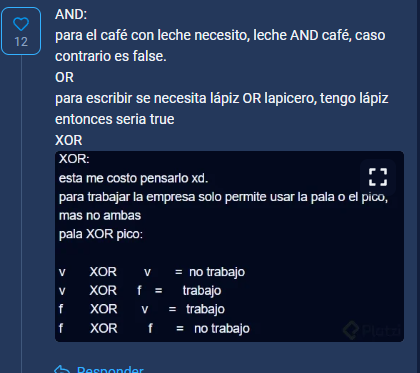 12
AND:
para el café con leche necesito, leche AND café, caso
contrario es false.
OR
para escribir se necesita lápiz OR lapicero, tengo lápiz
entonces seria true
XOR
XOR:
esta me costo pensarlo xd.
para trabajar la empresa solo permite usar la pala o el pico,
mas no ambas
pala XOR pico:
v XOR v = no trabajo
v XOR f = trabajo
f XOR v = trabajo
f XOR f = no trabajo
Platzi
Responder